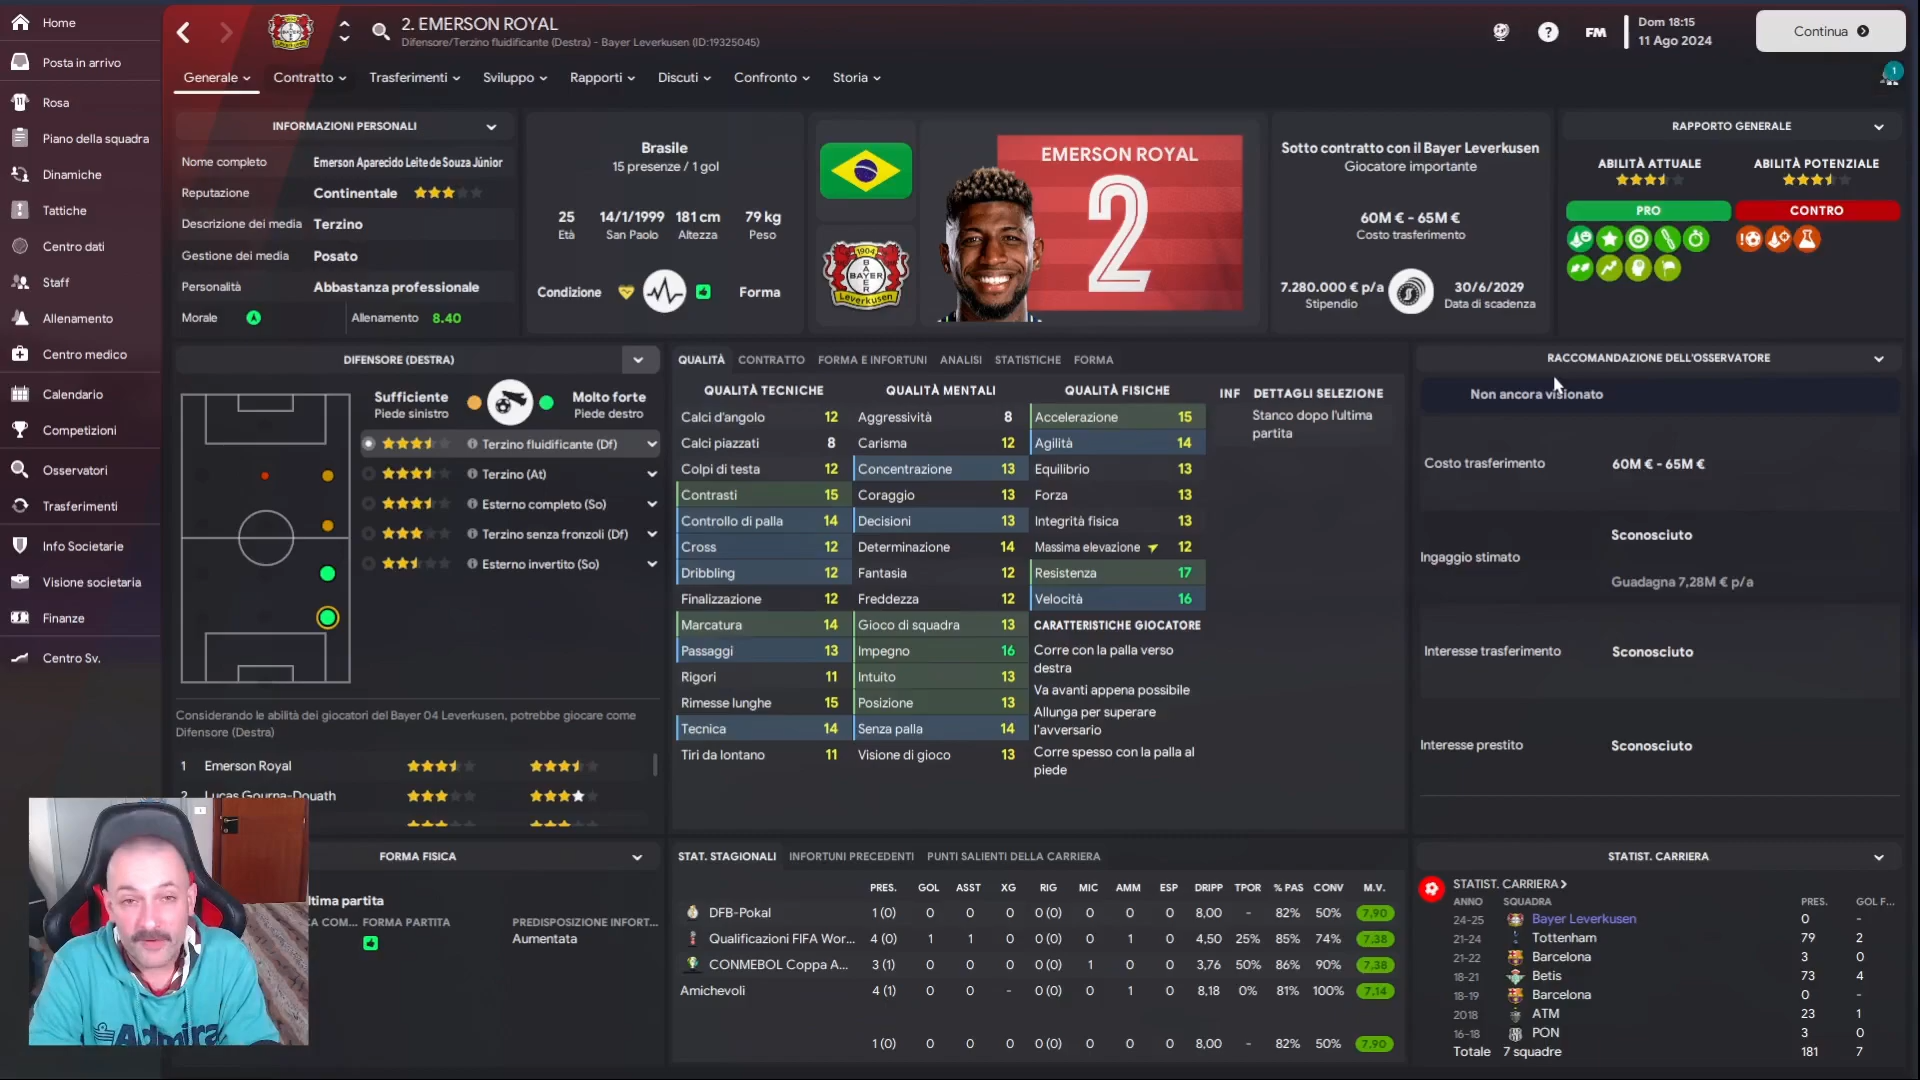 Home
Posta in arrivo
Rosa
Piano della squadra
Dinamiche
Tattiche
Centro dati
Staff
Allenamento
Centro medico
Calendario
Competizioni
Osservatori
Trasferimenti
Info Societarie
Visione societaria
Finanze
Centro Sv.
2. EMERSON ROYAL
Difensore/Terzino fluidificante (Destra) - Bayer Leverkusen (ID:19325045)
FM
Dom 18:15
11 Ago 2024
Continua
1
Generale
Contratto
Trasferimenti
Sviluppo
Rapporti
Discuti
Confronto
Storia
INFORMAZIONI PERSONALI
Nome completo Emerson Aparecido Leite de Souza Júnior
Reputazione Continentale
Descrizione dei media Terzino
Gestione dei media Posato
Personalità Abbastanza professionale
Morale Allenamento 8.40
Brasile
15 presenze / 1 gol
25 14/1/1999 181 cm 79 kg
Età San Paolo Altezza Peso
Condizione Forma
1904
BAYER
BAYER
Leverkusen
EMERSON ROYAL
2
Sotto contratto con il Bayer Leverkusen
Giocatore importante
60M € - 65M €
Costo trasferimento
7.280.000 € p/a 30/6/2029
Stipendio Data di scadenza
RAPPORTO GENERALE
ABILITÀ ATTUALE ABILITÀ POTENZIALE
PRO CONTRO
DIFENSORE (DESTRA)
Sufficiente Molto forte
Piede sinistro Piede destro
Terzino fluidificante (Df)
Terzino (At)
Esterno completo (So)
Terzino senza fronzoli (Df)
Esterno invertito (So)
Considerando le abilità dei giocatori del Bayer 04 Leverkusen, potrebbe giocare come
Difensore (Destra)
1 Emerson Royal
2 Lucas Gourna-Douath
QUALITÀ CONTRATTO FORMA E INFORTUNI ANALISI STATISTICHE FORMA
QUALITÀ TECNICHE
Calci d'angolo 12
Calci piazzati 8
Colpi di testa 12
Contrasti 15
Controllo di palla 14
Cross 12
Dribbling 12
Finalizzazione 12
Marcatura 14
Passaggi 13
Rigori 11
Rimesse lunghe 15
Tecnica 14
Tiri da lontano 11
QUALITÀ MENTALI
Aggressività 8
Carisma 12
Concentrazione 13
Coraggio 13
Decisioni 13
Determinazione 14
Fantasia 12
Freddezza 12
Gioco di squadra 13
Impegno 16
Intuito 13
Posizione 13
Senza palla 14
Visione di gioco 13
QUALITÀ FISICHE
Accelerazione 15
Agilità 14
Equilibrio 13
Forza 13
Integrità fisica 13
Massima elevazione 12
Resistenza 17
Velocità 16
CARATTERISTICHE GIOCATORE
Corre con la palla verso
destra
Va avanti appena possibile
Allunga per superare
l'avversario
Corre spesso con la palla al
piede
INF DETTAGLI SELEZIONE
Stanco dopo l'ultima
partita
RACCOMANDAZIONE DELL'OSSERVATORE
Non ancora visionato
Costo trasferimento 60M € - 65M €
Ingaggio stimato Sconosciuto
Guadagna 7,28M € p/a
Interesse trasferimento Sconosciuto
Interesse prestito Sconosciuto
FORMA FISICA
ltima partita
CA COM... FORMA PARTITA PREDISPOSIZIONE INFORT...
Aumentata
STAT. STAGIONALI INFORTUNI PRECEDENTI PUNTI SALIENTI DELLA CARRIERA
PRES. GOL ASST XG RIG MIC AMM ESP DRIPP TPOR % PAS CONV M.V.
DFB-Pokal 1 (0) 0 0 0 0 (0) 0 0 0 8,00 - 82% 50% 7.90
Qualificazioni FIFA Wor... 4 (0) 1 1 0 0 (0) 0 1 0 4,50 25% 85% 74% 7.38
CONMEBOL Coppa A... 3 (1) 0 0 0 0 (0) 1 0 0 3,76 50% 86% 90% 7.38
Amichevoli 4 (1) 0 0 - 0 (0) 0 1 0 8,18 0% 81% 100% 7.14
1 (0) 0 0 0 0 (0) 0 0 0 8,00 - 82% 50% 7.90
STATIST. CARRIERA
STATIST. CARRIERA
ANNO SQUADRA PRES. GOL F...
24-25 Bayer Leverkusen 0 -
21-24 Tottenham 79 2
21-22 Barcelona 3 0
18-21 Betis 73 4
18-19 Barcelona 0 -
2018 ATM 23 1
16-18 PON 3 0
Totale 7 squadre 181 7